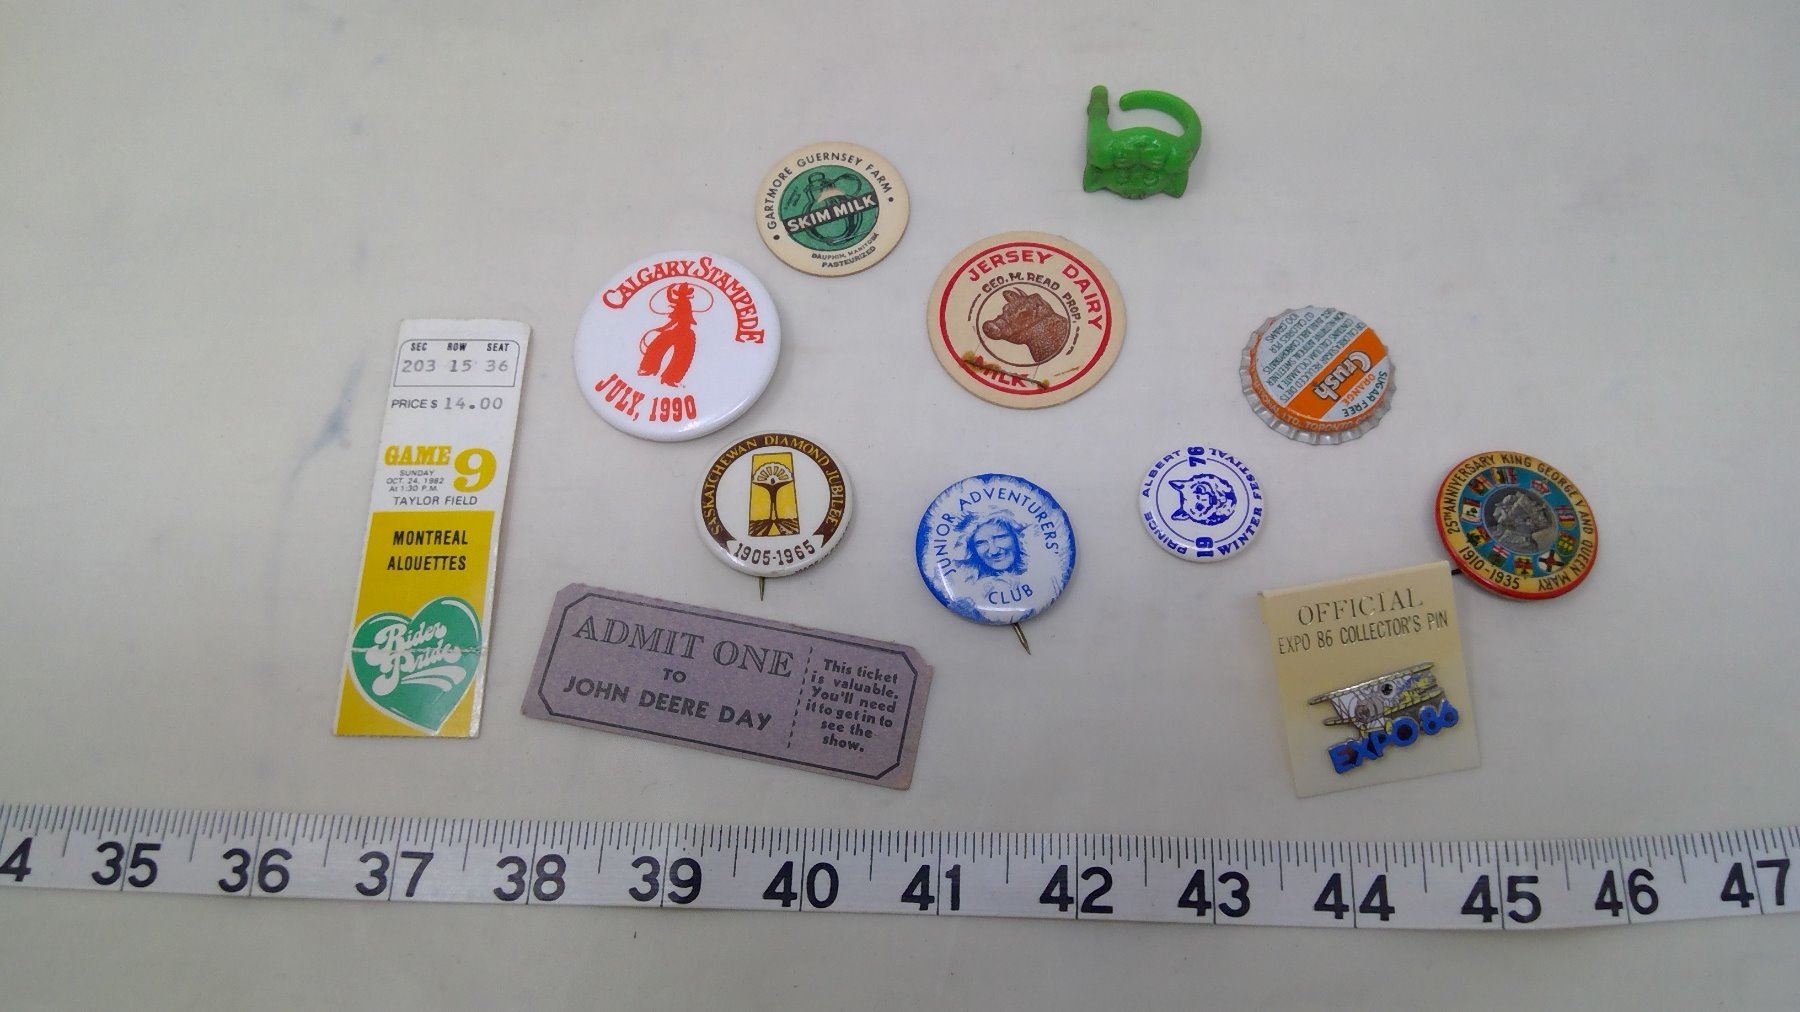 GARTMORE GUERNSEY FARM
SKIM MILK
DAUPHIN, MANITOBA
PASTEURIZED
CALGARY STAMPEDE
JULY, 1990
JERSEY DAIRY
GEO. M. READ PROP.
MILK
SUGAR FREE
ORANGE
Crush
SEC ROW SEAT
203 15 36
PRICE $ 14.00
GAME 9
SUNDAY
OCT. 24, 1982
At 1:30 P.M.
TAYLOR FIELD
MONTREAL
ALOUETTES
Rider
Pride
SASKATCHEWAN DIAMOND JUBILEE
1905-1965
JUNIOR ADVENTURERS'
CLUB
PRINCE ALBERT
1976
WINTER FESTIVAL
25TH ANNIVERSARY KING GEORGE V AND QUEEN MARY
1910-1935
ADMIT ONE
TO
JOHN DEERE DAY
This ticket
is valuable.
You'll need
it to get in to
see the
show.
OFFICIAL
EXPO 86 COLLECTOR'S PIN
EXPO 86
4 35 36 37 38 39 40 41 42 43 44 45 46 47